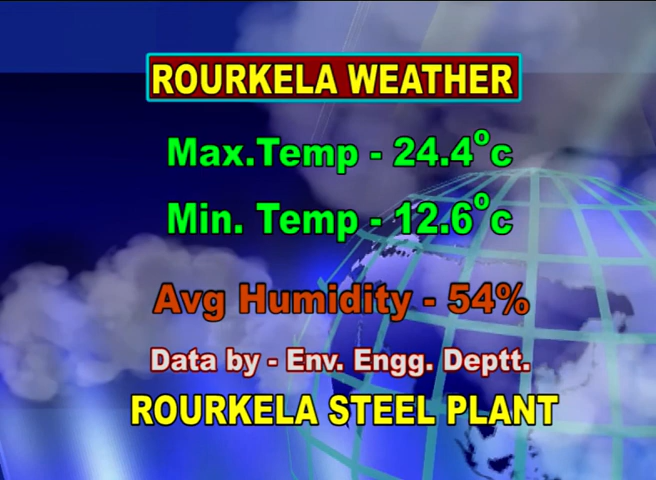 ROURKELA WEATHER
Max.Temp - 24.4°c
Min. Temp - 12.6°c
Avg Humidity - 54%
Data by - Env. Engg. Deptt.
ROURKELA STEEL PLANT